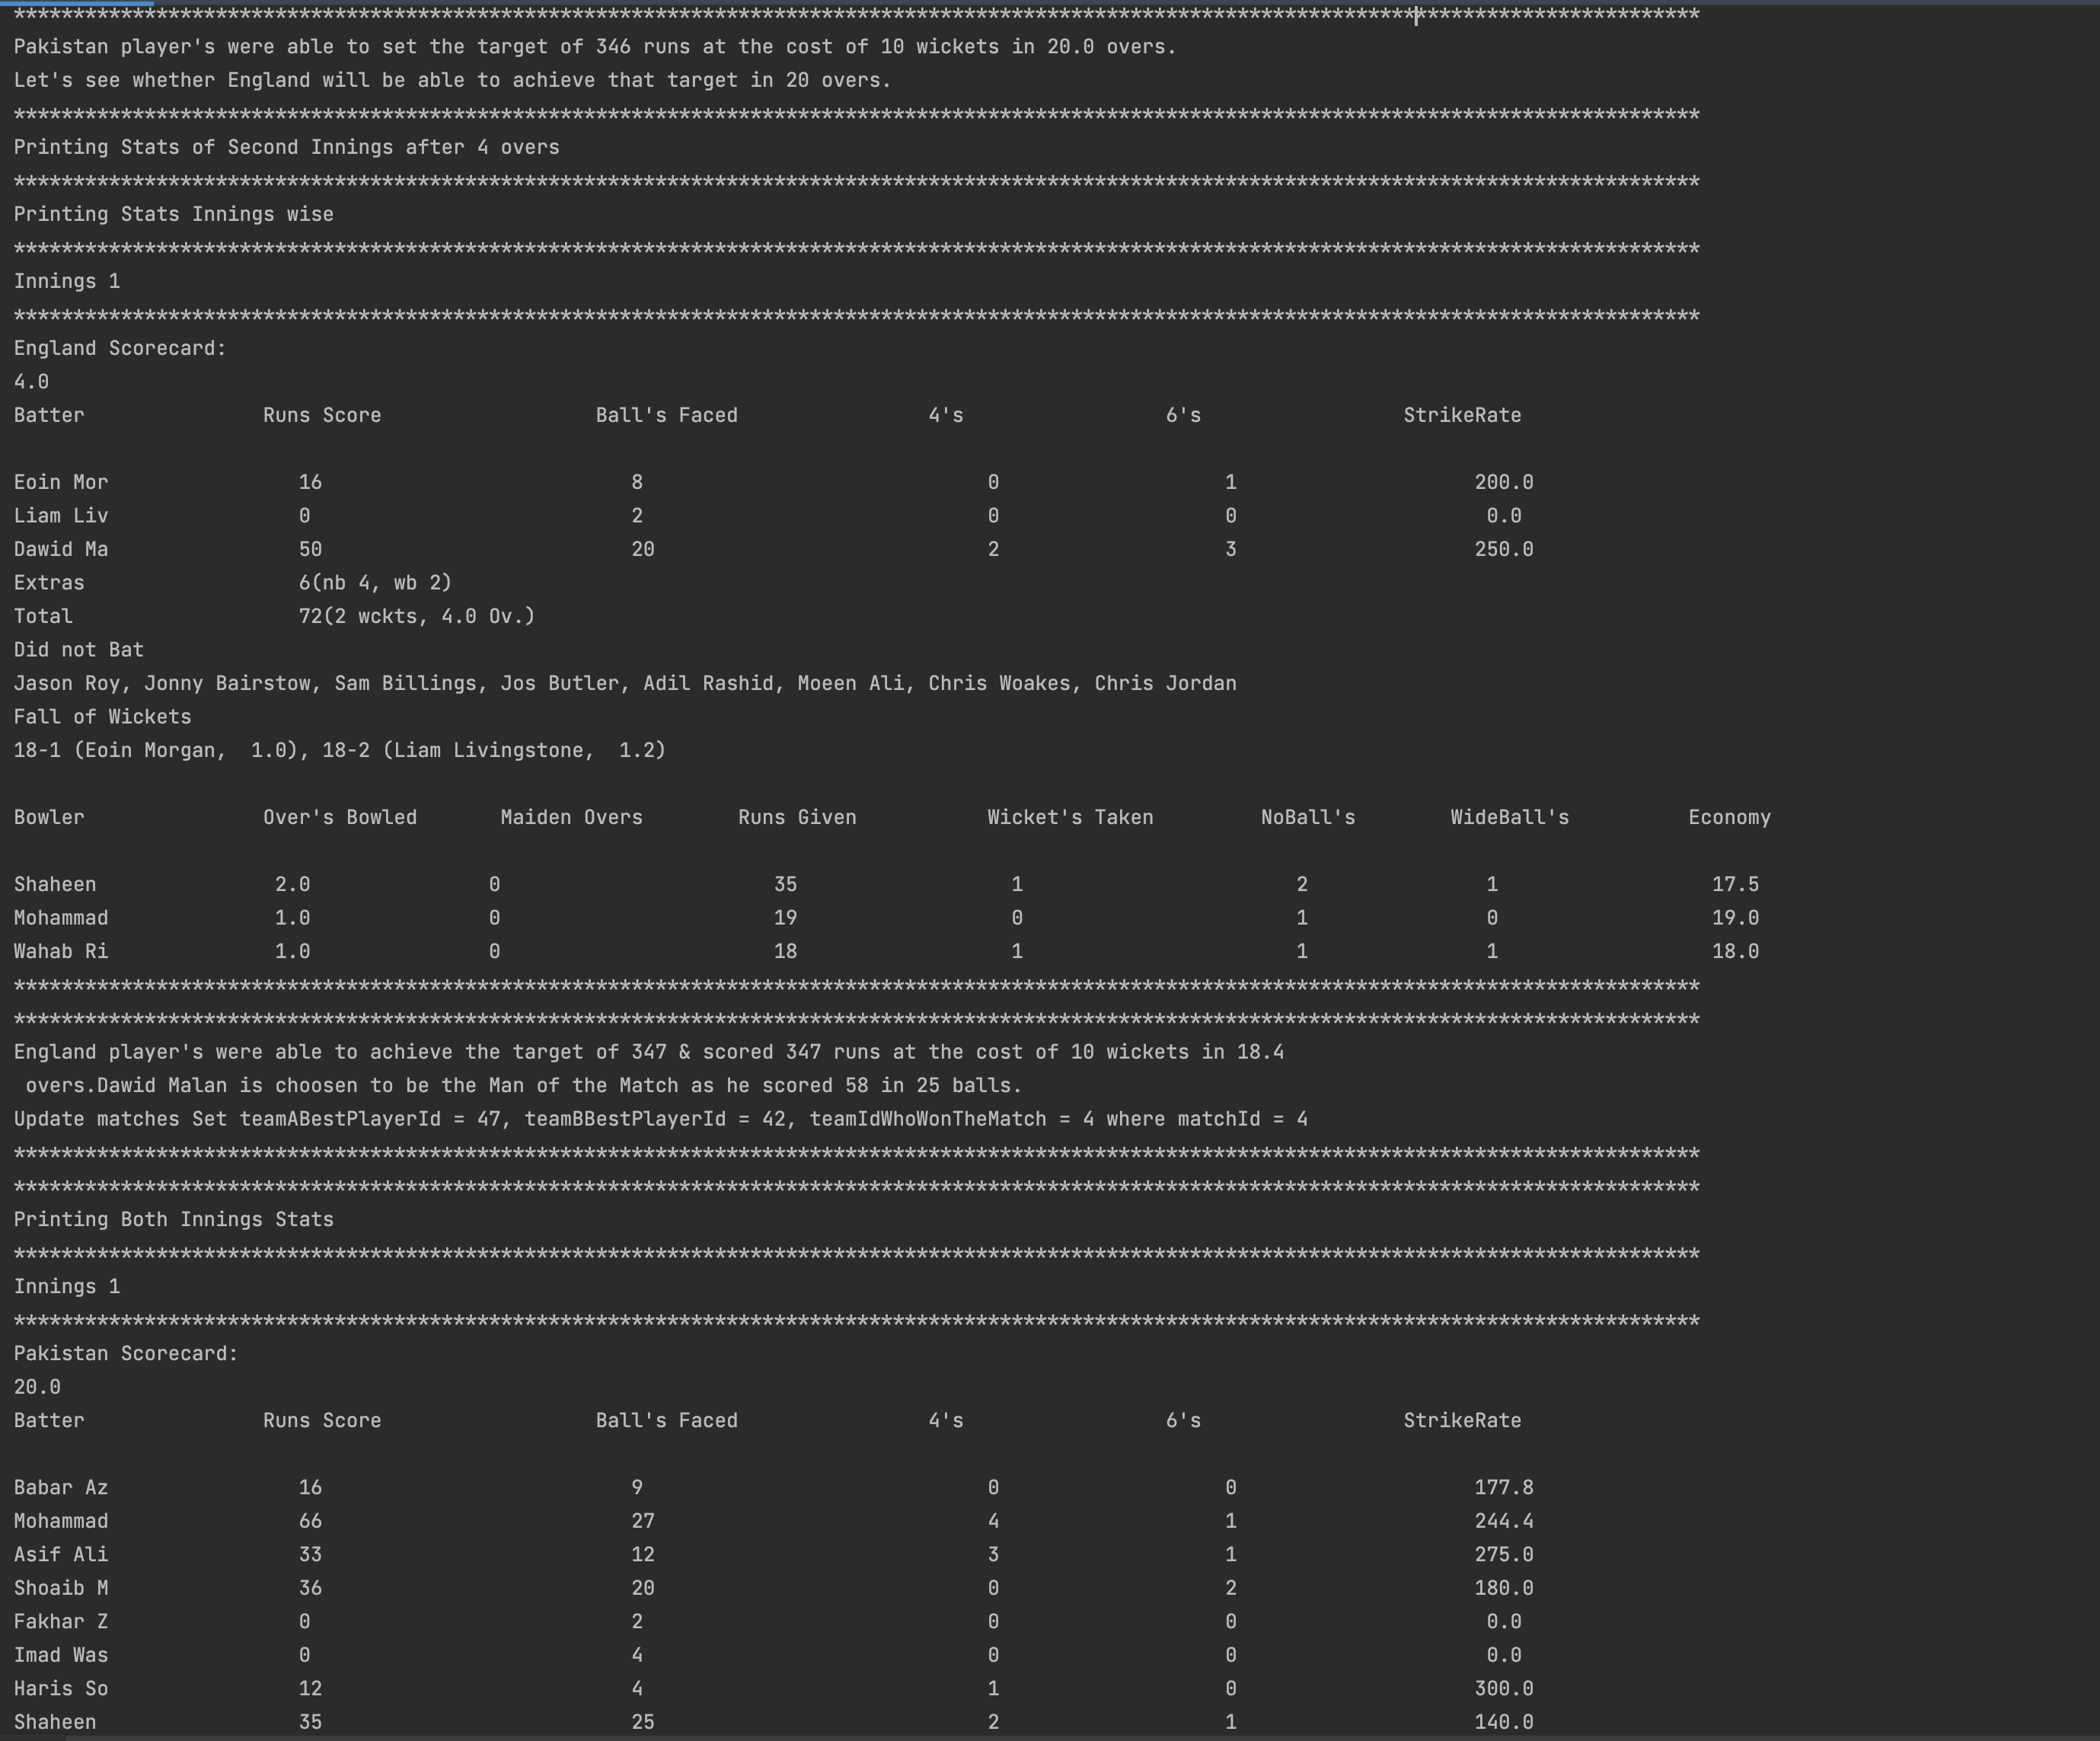 **********************************************************************************************************************************************
Pakistan player's were able to set the target of 346 runs at the cost of 10 wickets in 20.0 overs.
Let's see whether England will be able to achieve that target in 20 overs.
**********************************************************************************************************************************************
Printing Stats of Second Innings after 4 overs
**********************************************************************************************************************************************
Printing Stats Innings wise
**********************************************************************************************************************************************
Innings 1
**********************************************************************************************************************************************
England Scorecard:
4.0
Batter Runs Score Ball's Faced 4's 6's StrikeRate
Eoin Mor 16 8 0 1 200.0
Liam Liv 0 2 0 0 0.0
Dawid Ma 50 20 2 3 250.0
Extras 6(nb 4, wb 2)
Total 72(2 wckts, 4.0 Ov.)
Did not Bat
Jason Roy, Jonny Bairstow, Sam Billings, Jos Butler, Adil Rashid, Moeen Ali, Chris Woakes, Chris Jordan
Fall of Wickets
18-1 (Eoin Morgan,  1.0), 18-2 (Liam Livingstone,  1.2)
Bowler Over's Bowled Maiden Overs Runs Given Wicket's Taken NoBall's WideBall's Economy
Shaheen 2.0 0 35 1 2 1 17.5
Mohammad 1.0 0 19 0 1 0 19.0
Wahab Ri 1.0 0 18 1 1 1 18.0
**********************************************************************************************************************************************
**********************************************************************************************************************************************
England player's were able to achieve the target of 347 & scored 347 runs at the cost of 10 wickets in 18.4
overs.Dawid Malan is choosen to be the Man of the Match as he scored 58 in 25 balls.
Update matches Set teamABestPlayerId = 47, teamBBestPlayerId = 42, teamIdWhoWonTheMatch = 4 where matchId = 4
**********************************************************************************************************************************************
**********************************************************************************************************************************************
Printing Both Innings Stats
**********************************************************************************************************************************************
Innings 1
**********************************************************************************************************************************************
Pakistan Scorecard:
20.0
Batter Runs Score Ball's Faced 4's 6's StrikeRate
Babar Az 16 9 0 0 177.8
Mohammad 66 27 4 1 244.4
Asif Ali 33 12 3 1 275.0
Shoaib M 36 20 0 2 180.0
Fakhar Z 0 2 0 0 0.0
Imad Was 0 4 0 0 0.0
Haris So 12 4 1 0 300.0
Shaheen 35 25 2 1 140.0